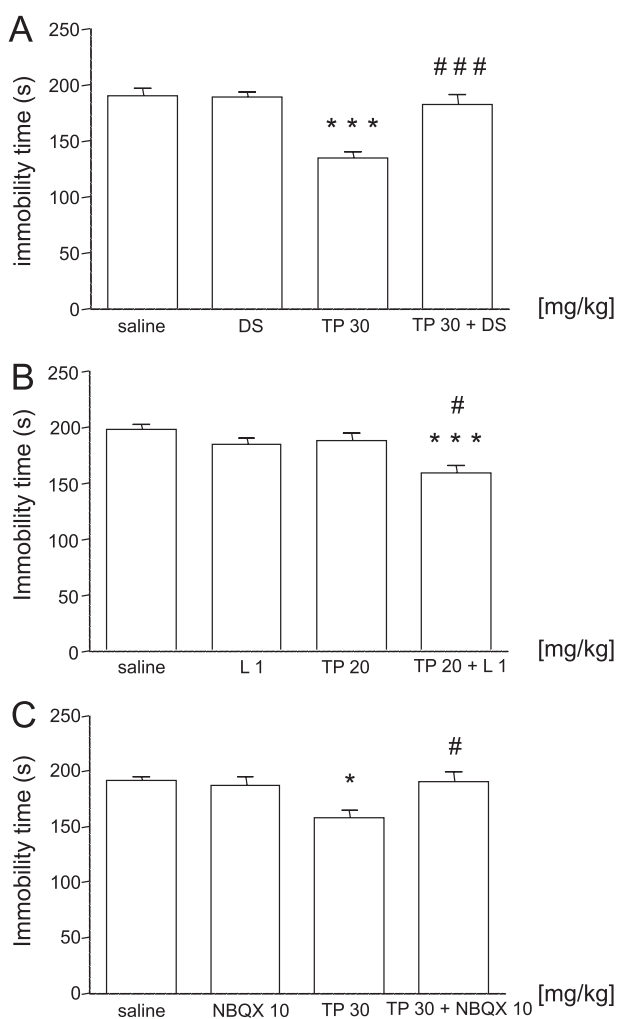 A
immobility time (s)
250
200
150
100
50
0
# # #
* * *
saline DS TP 30 TP 30 + DS
[mg/kg]
B
Immobility time (s)
250
200
150
100
50
0
#
* * *
saline L 1 TP 20 TP 20 + L 1
[mg/kg]
C
Immobility time (s)
250
200
150
100
50
0
#
*
saline NBQX 10 TP 30 TP 30 + NBQX 10
[mg/kg]